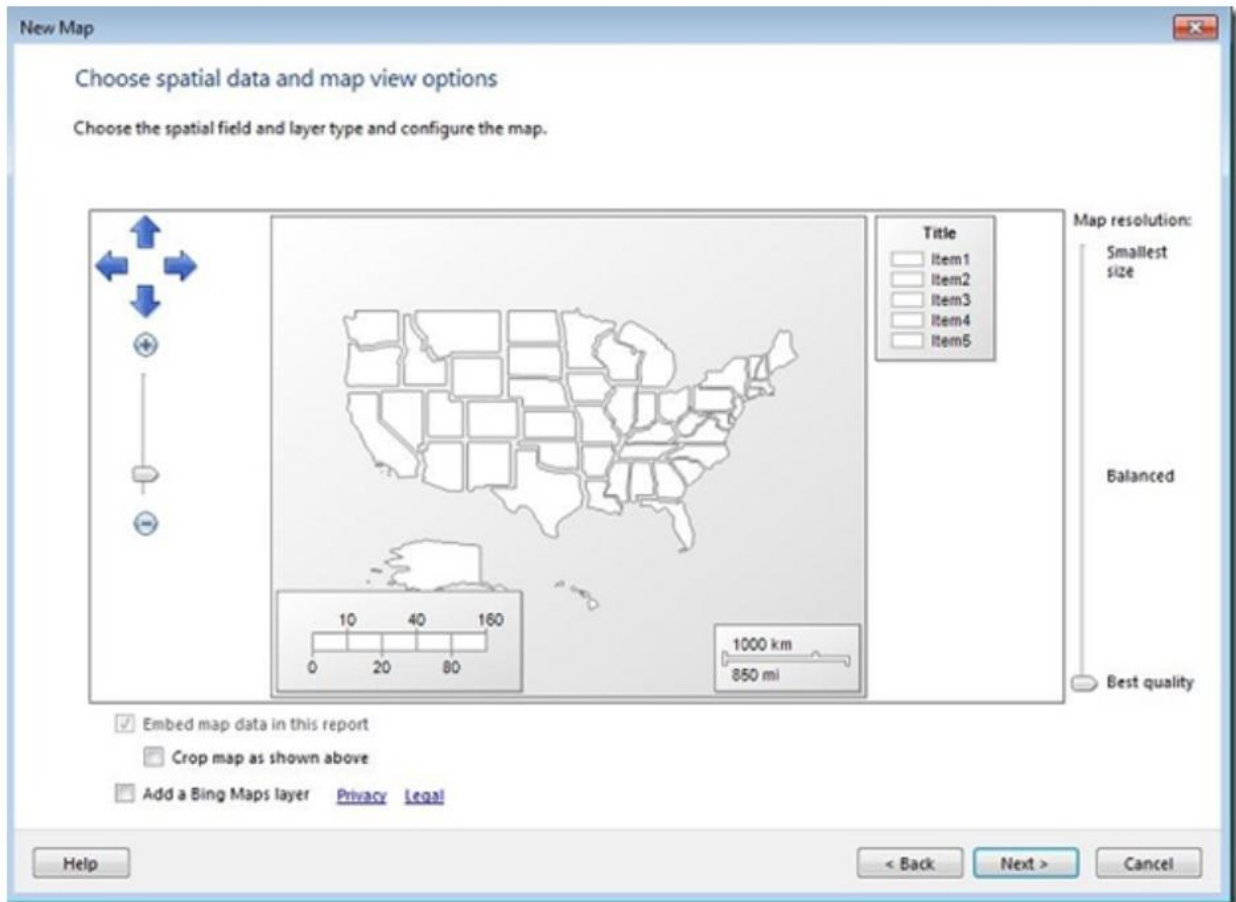 New Map
Choose spatial data and map view options
Choose the spatial field and layer type and configure the map.
Map resolution:
Smallest
size
Title
Item1
Item2
Item3
Item4
Item5
Balanced
10 40 160
0 20 80
1000 km
850 mi
Best quality
Embed map data in this report
Crop map as shown above
Add a Bing Maps layer Privacy Legal
Help < Back Next > Cancel